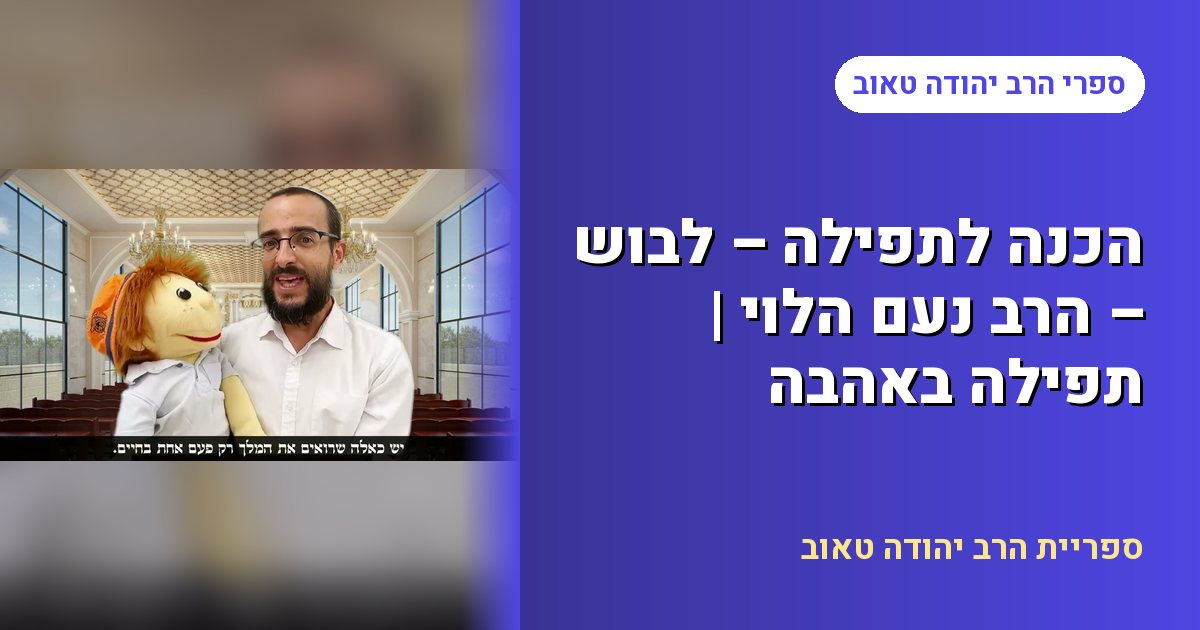 ספרי הרב יהודה טאוב
הכנה לתפילה – לבוש
– הרב נעם הלוי |
תפילה באהבה
ספריית הרב יהודה טאוב
יש כאלה שרואים את המלך רק פעם אחת בחיים.